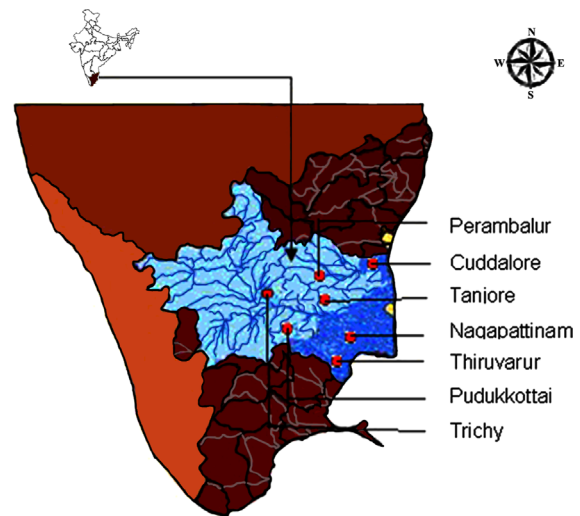 N
W E
S
Perambalur
Cuddalore
Tanjore
Nagapattinam
Thiruvarur
Pudukkottai
Trichy